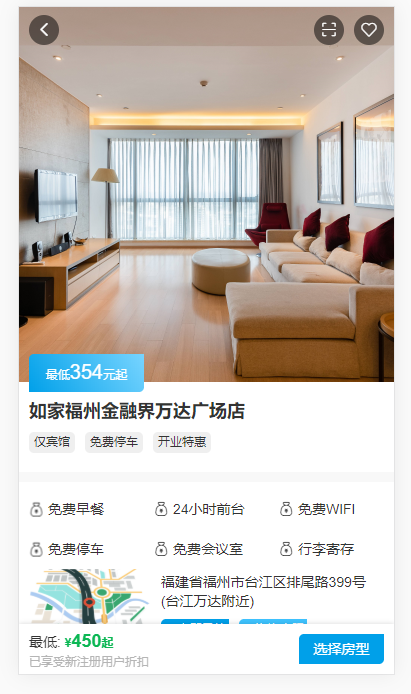 最低354元起
如家福州金融界万达广场店
仅宾馆 免费停车 开业特惠
免费早餐 24小时前台 免费WIFI
免费停车 免费会议室 行李寄存
福建省福州市台江区排尾路399号
(台江万达附近)
最低: ¥450起
已享受新注册用户折扣
选择房型